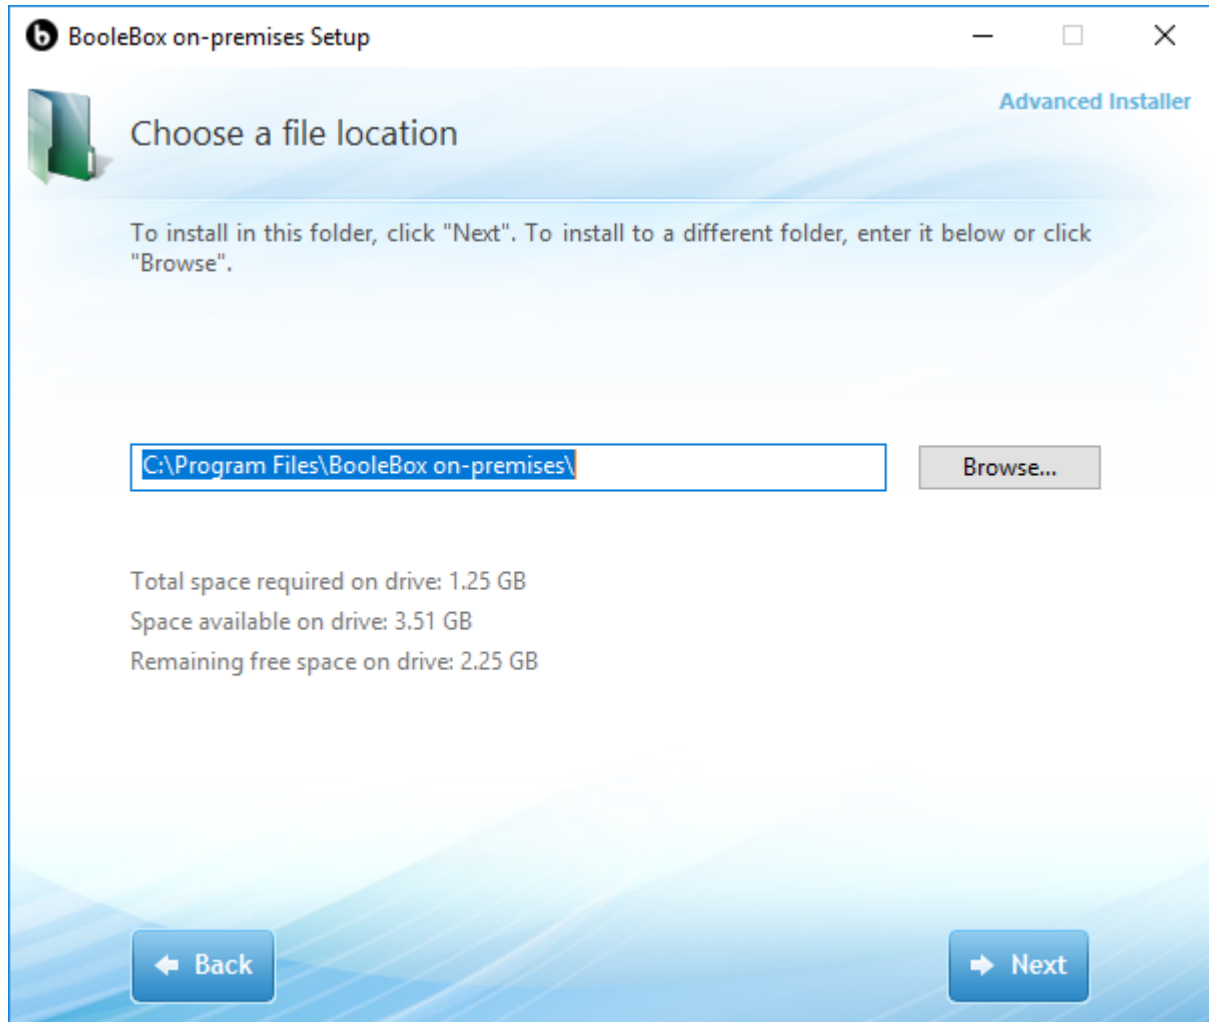 BooleBox on-premises Setup
Advanced Installer
Choose a file location
To install in this folder, click "Next". To install to a different folder, enter it below or click
"Browse".
C:\Program Files\BooleBox on-premises\
Browse...
Total space required on drive: 1.25 GB
Space available on drive: 3.51 GB
Remaining free space on drive: 2.25 GB
Back
Next